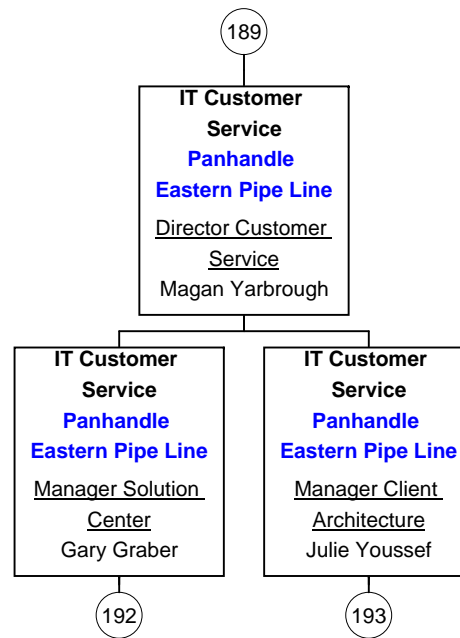 189
IT Customer
Service
Panhandle
Eastern Pipe Line
Director Customer
Service
Magan Yarbrough
IT Customer
Service
Panhandle
Eastern Pipe Line
Manager Solution
Center
Gary Graber
192
IT Customer
Service
Panhandle
Eastern Pipe Line
Manager Client
Architecture
Julie Youssef
193